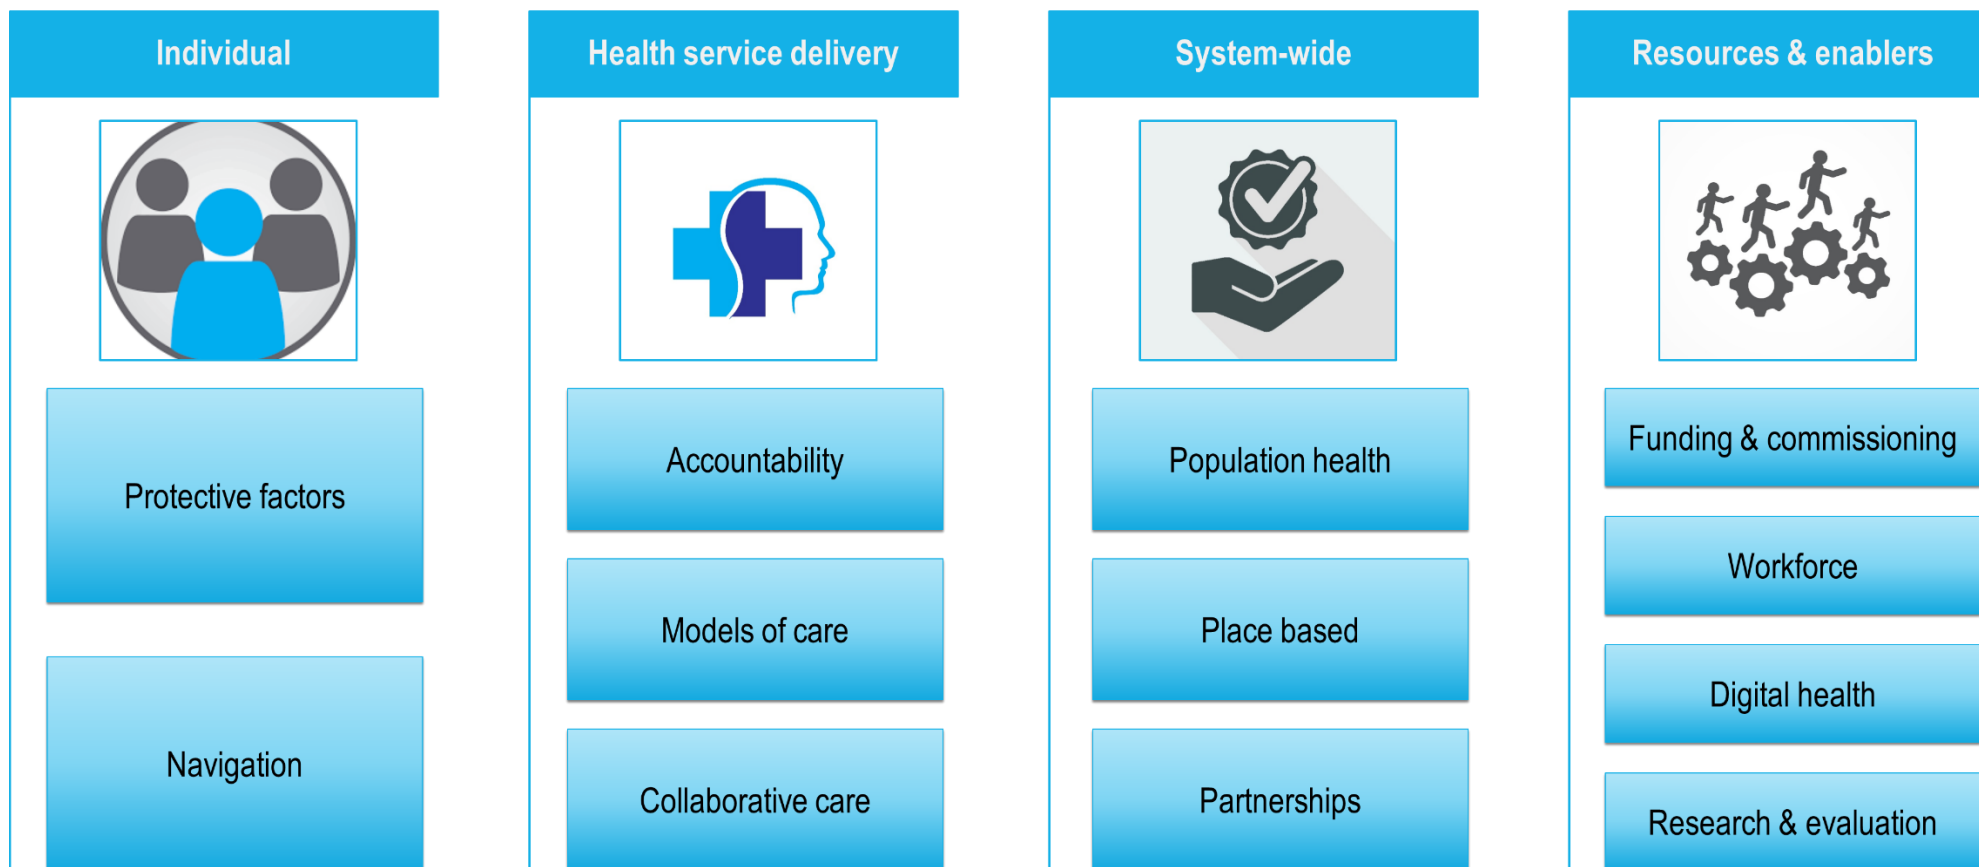 Individual
Protective factors
Navigation
Health service delivery
Accountability
Models of care
Collaborative care
System-wide
Population health
Place based
Partnerships
Resources & enablers
Funding & commissioning
Workforce
Digital health
Research & evaluation